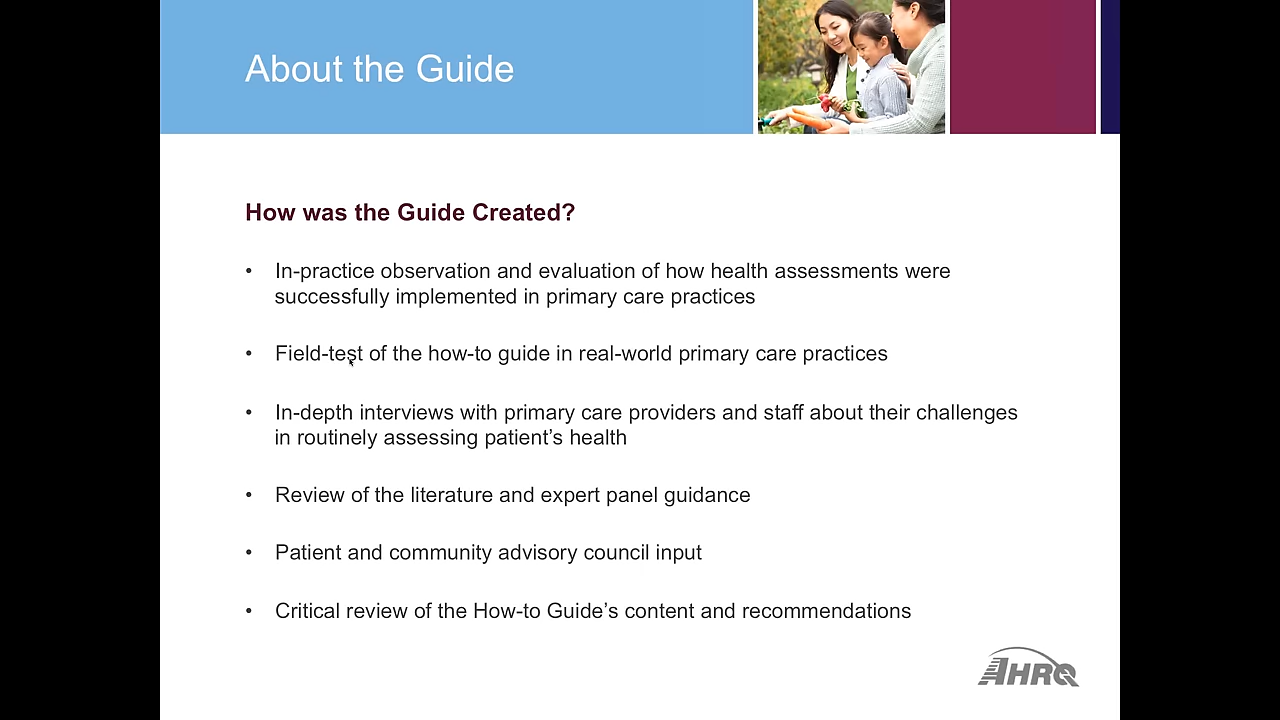 About the Guide
How was the Guide Created?
• In-practice observation and evaluation of how health assessments were
successfully implemented in primary care practices
• Field-test of the how-to guide in real-world primary care practices
• In-depth interviews with primary care providers and staff about their challenges
in routinely assessing patient’s health
• Review of the literature and expert panel guidance
• Patient and community advisory council input
• Critical review of the How-to Guide’s content and recommendations
AHRQ